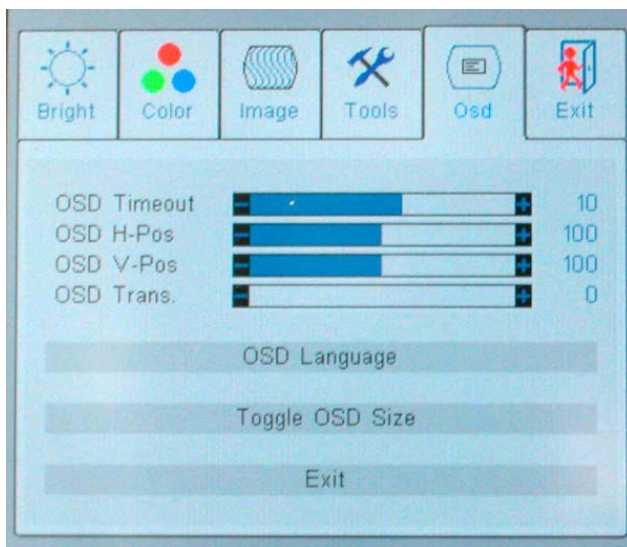 Bright Color Image Tools Osd Exit
OSD Timeout 10
OSD H-Pos 100
OSD V-Pos 100
OSD Trans. 0
OSD Language
Toggle OSD Size
Exit